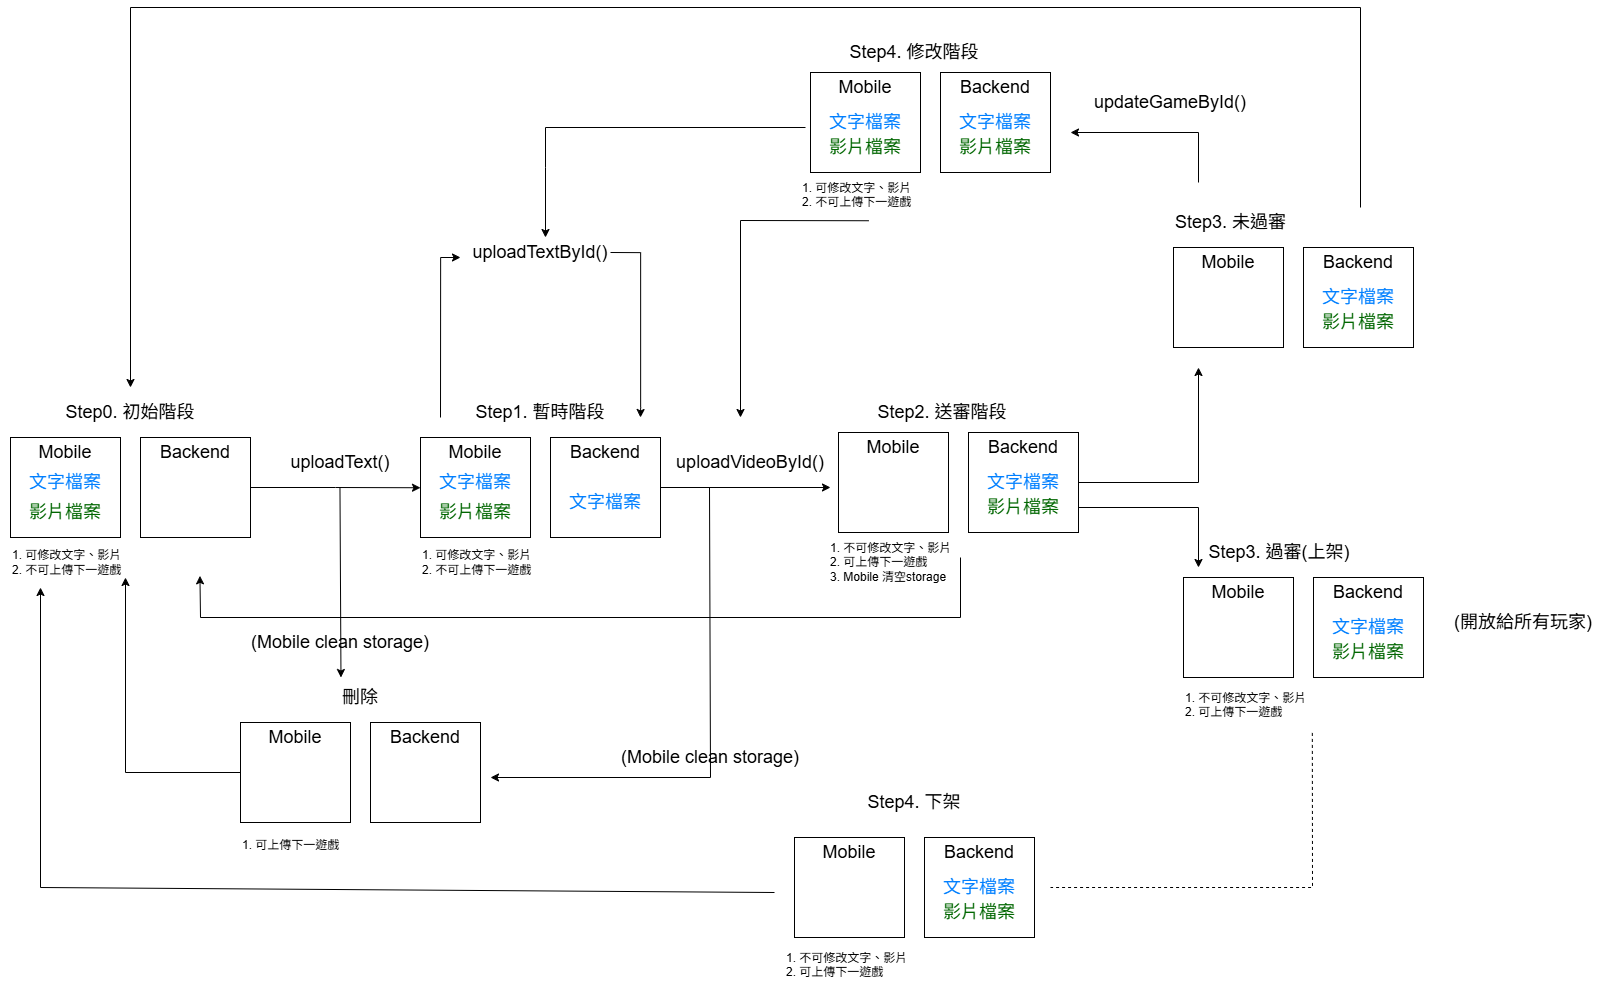 Step4. 修改階段
Mobile
Backend
文字檔案
影片檔案
文字檔案
影片檔案
1. 可修改文字、影片
2. 不可上傳下一遊戲
updateGameById()
Step3. 未過審
Mobile
Backend
文字檔案
影片檔案
uploadTextById()
Step0. 初始階段
Mobile
文字檔案
影片檔案
Backend
1. 可修改文字、影片
2. 不可上傳下一遊戲
uploadText()
Step1. 暫時階段
Mobile
文字檔案
影片檔案
Backend
文字檔案
1. 可修改文字、影片
2. 不可上傳下一遊戲
uploadVideoById()
Step2. 送審階段
Mobile
Backend
文字檔案
影片檔案
1. 不可修改文字、影片
2. 可上傳下一遊戲
3. Mobile 清空storage
Step3. 過審(上架)
Mobile
Backend
文字檔案
影片檔案
(開放給所有玩家)
1. 不可修改文字、影片
2. 可上傳下一遊戲
(Mobile clean storage)
刪除
Mobile
Backend
1. 可上傳下一遊戲
(Mobile clean storage)
Step4. 下架
Mobile
Backend
文字檔案
影片檔案
1. 不可修改文字、影片
2. 可上傳下一遊戲